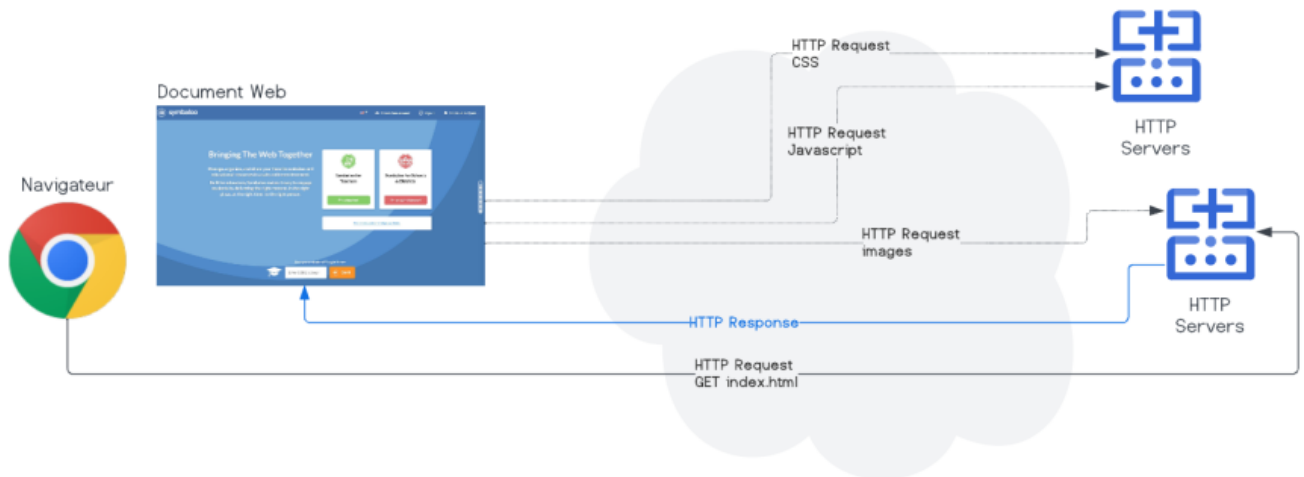 HTTP Request
CSS
Document Web
symbaloo
HTTP Request
Javascript
HTTP
Servers
Bringing The Web Together
Navigateur
HTTP Request
images
HTTP Response
HTTP
Servers
HTTP Request
GET index.html